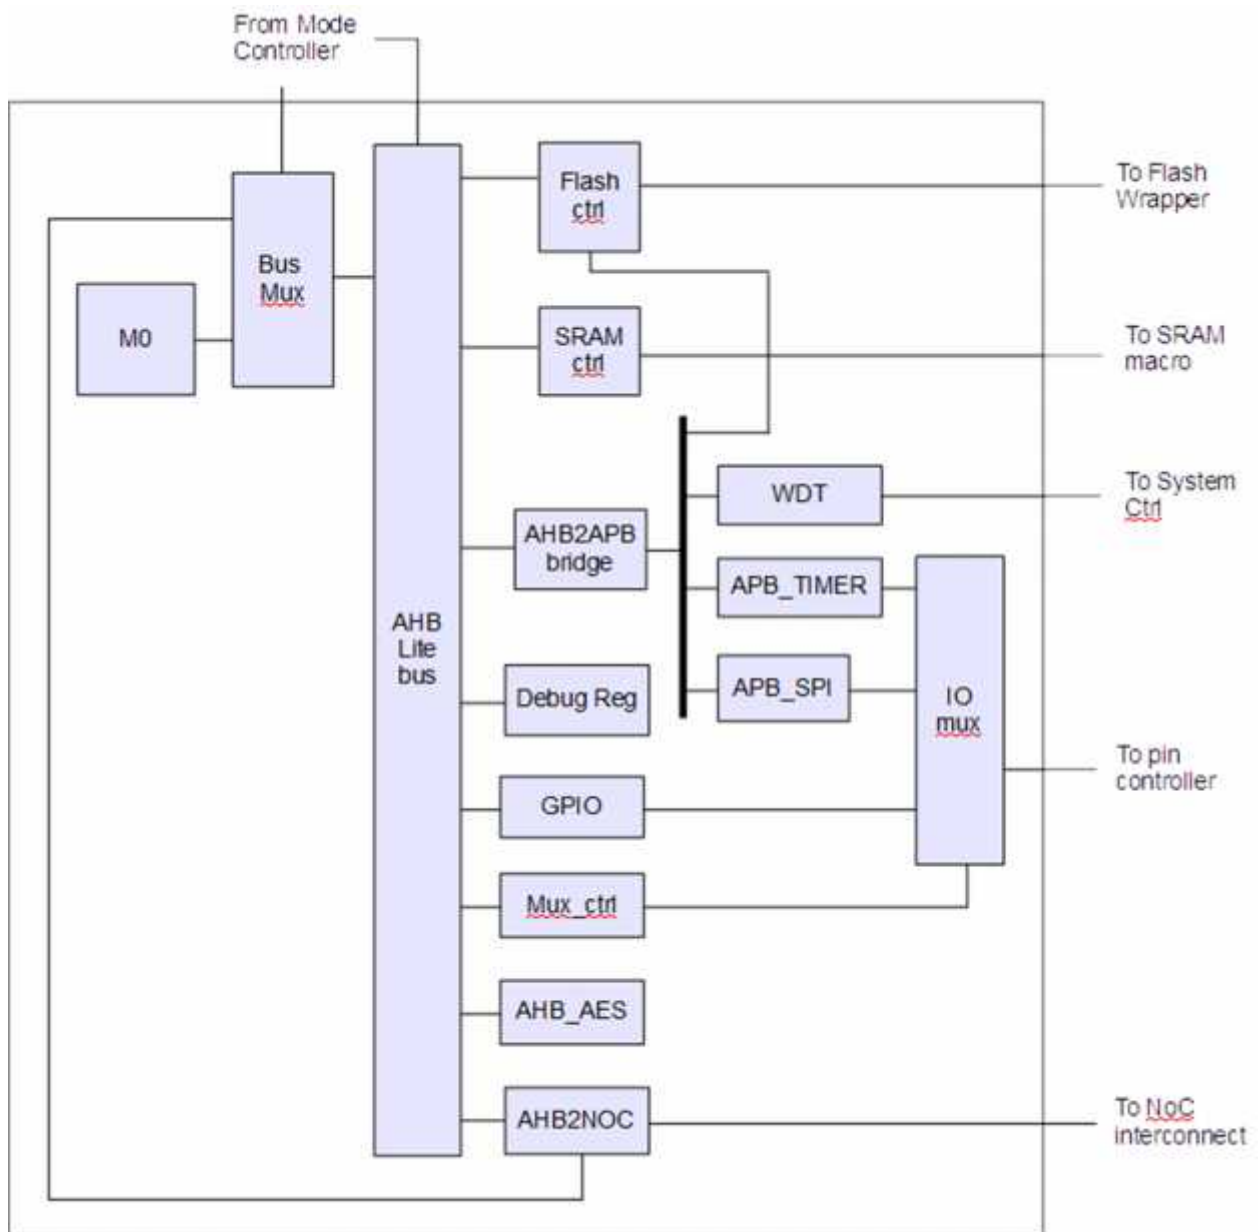 From Mode
Controller
Flash
ctrl
To Flash
Wrapper
Bus
Mux
M0
SRAM
ctrl
To SRAM
macro
WDT
To System
Ctrl
AHB2APB
bridge
APB_TIMER
AHB
Lite
bus
Debug Reg
APB_SPI
IO
mux
To pin
controller
GPIO
Mux_ctrl
AHB_AES
AHB2NOC
To NoC
interconnect